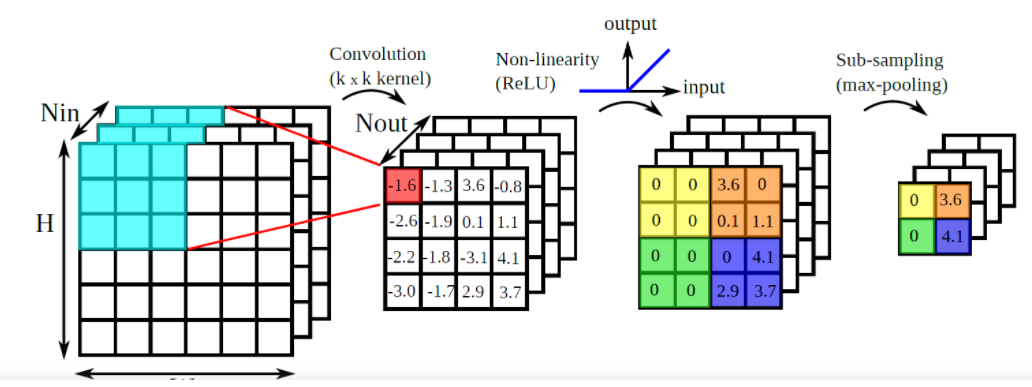 output
Convolution
(k x k kernel)
Non-linearity
(ReLU)
input
Sub-sampling
(max-pooling)
Nin
Nout
H
-1.6 -1.3 3.6 -0.8
-2.6 -1.9 0.1 1.1
-2.2 -1.8 -3.1 4.1
-3.0 -1.7 2.9 3.7
0 0 3.6 0
0 0 0.1 1.1
0 0 0 4.1
0 0 2.9 3.7
0 3.6
0 4.1